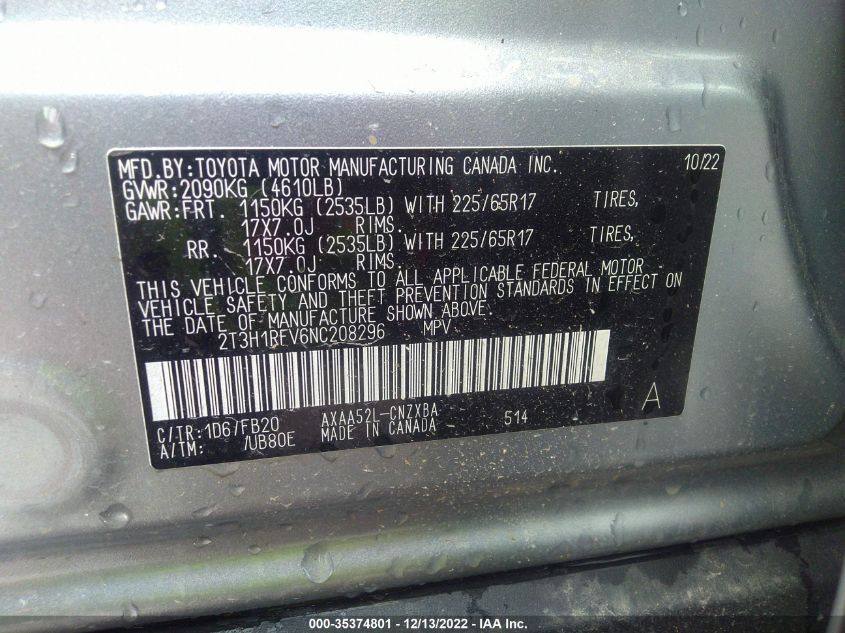 MFD.BY:TOYOTA MOTOR MANUFACTURING CANADA INC. 10/22
GVWR:2090KG (4610LB)
GAWR:FRT. 1150KG (2535LB) WITH 225/65R17 TIRES,
17X7.0J RIMS.
RR. 1150KG (2535LB) WITH 225/65R17 TIRES,
17X7.0J RIMS.
THIS VEHICLE CONFORMS TO ALL APPLICABLE FEDERAL MOTOR
VEHICLE SAFETY AND THEFT PREVENTION STANDARDS IN EFFECT ON
THE DATE OF MANUFACTURE SHOWN ABOVE.
2T3H1RFV6NC208296 MPV
A
C/TR:1D6/FB20 AXAA52L-CNZXBA 514
A/TM: /UB80E MADE IN CANADA
000-35374801 - 12/13/2022 - IAA Inc.